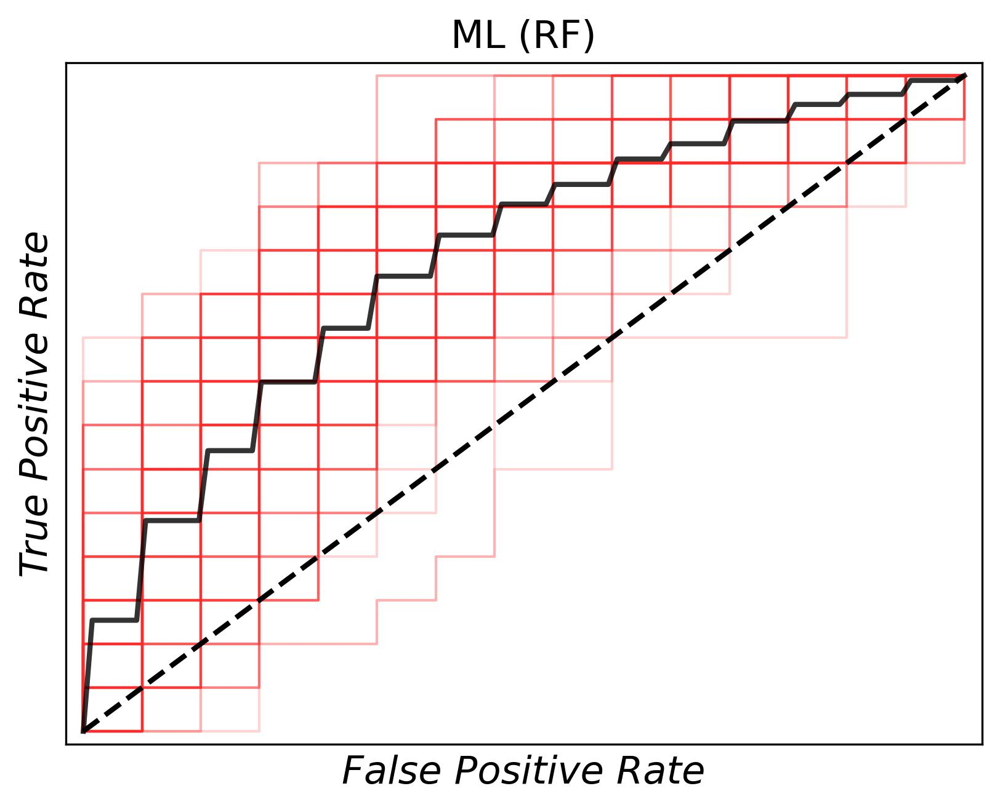 ML (RF)
True Positive Rate
False Positive Rate